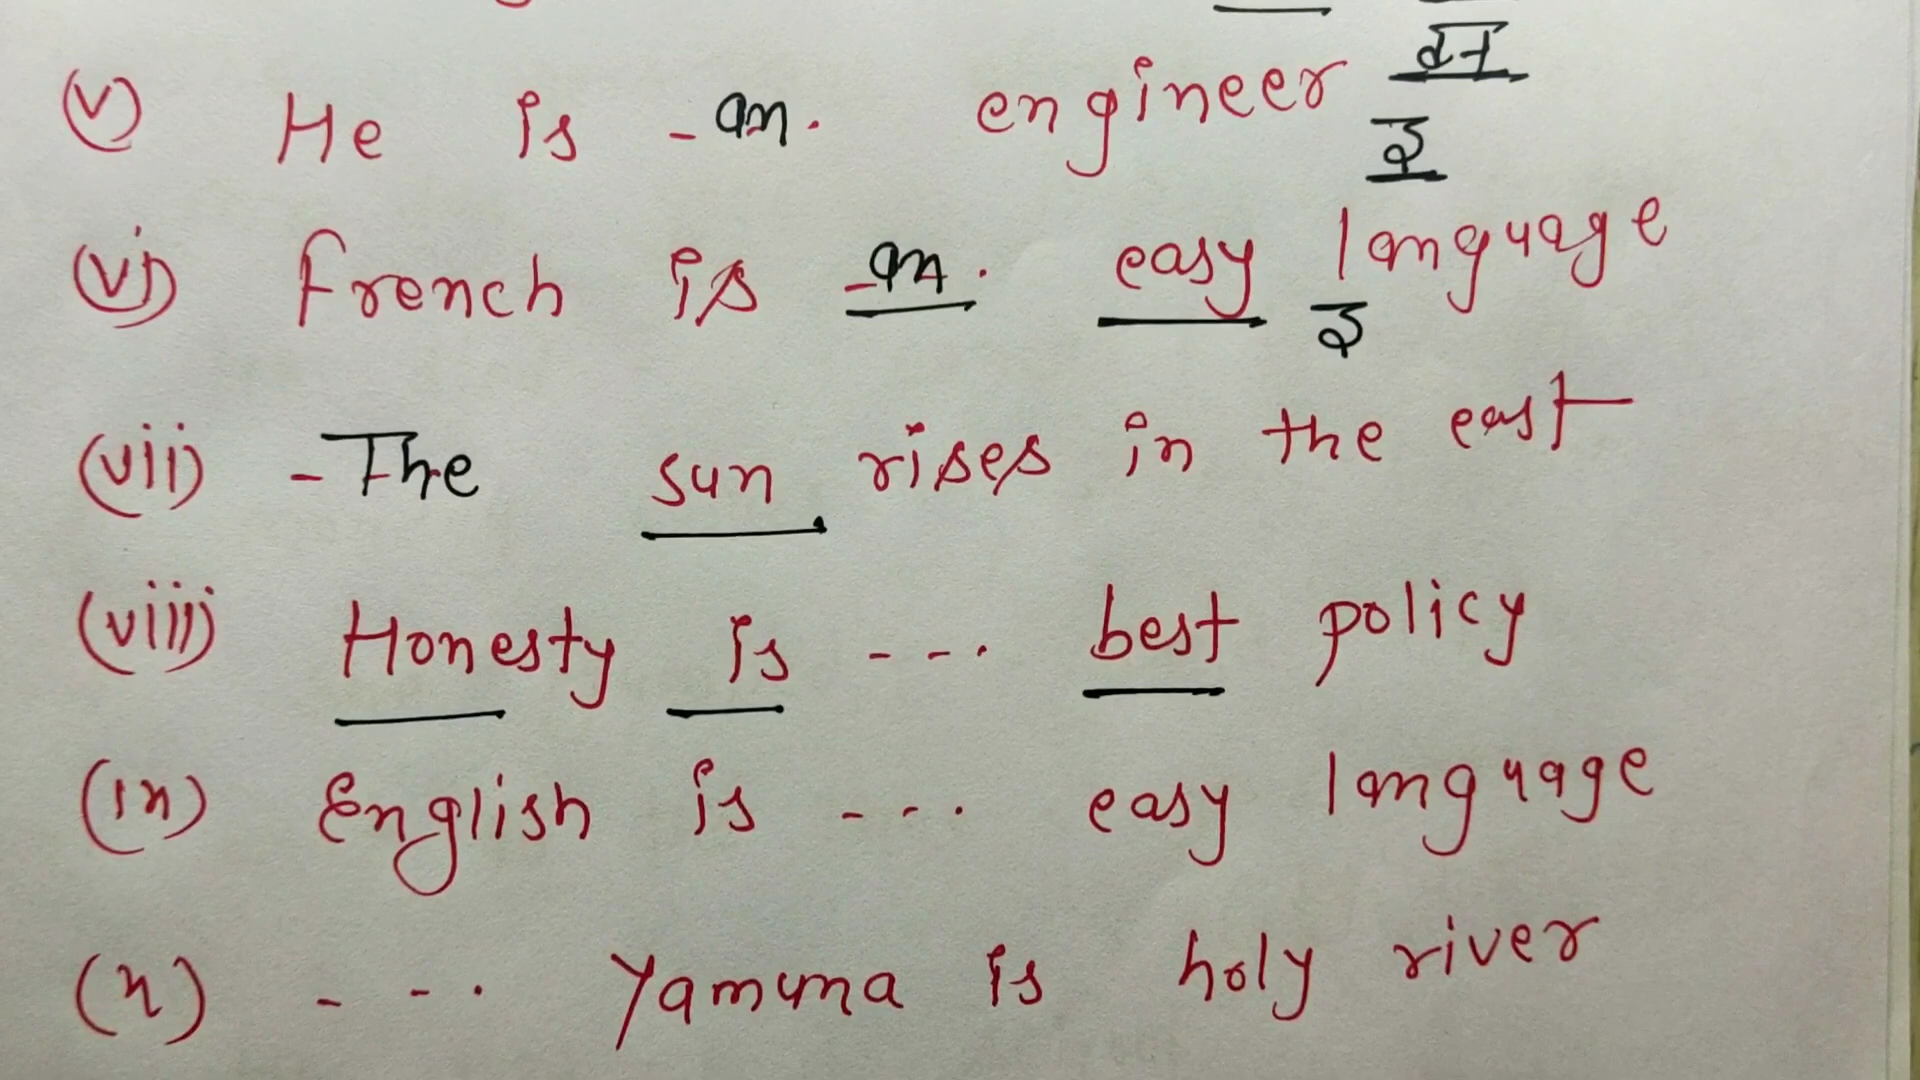 (v) He is - an. engineer
इ
(vi) French is - an. easy language
इ
(vii) - The sun rises in the east
(viii) Honesty is --- best policy
(ix) English is --- easy language
(x) --- Yamuna is holy river